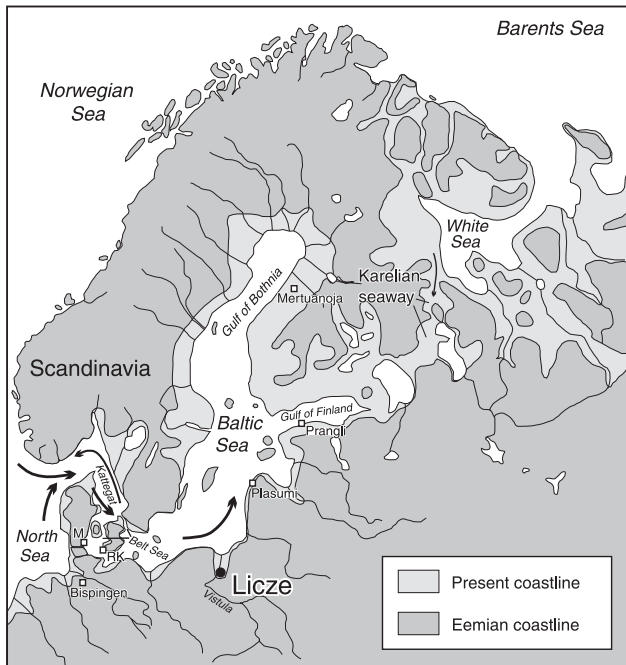 Barents Sea
Norwegian
Sea
White
Sea
Karelian
seaway
Gulf of Bothnia
Mertuanoja
Scandinavia
Baltic
Sea
Gulf of Finland
Prangli
Kattegat
Plasumi
North
Sea
M.
RK
Belt Sea
Licze
Bispingen
Vistula
Present coastline
Eemian coastline